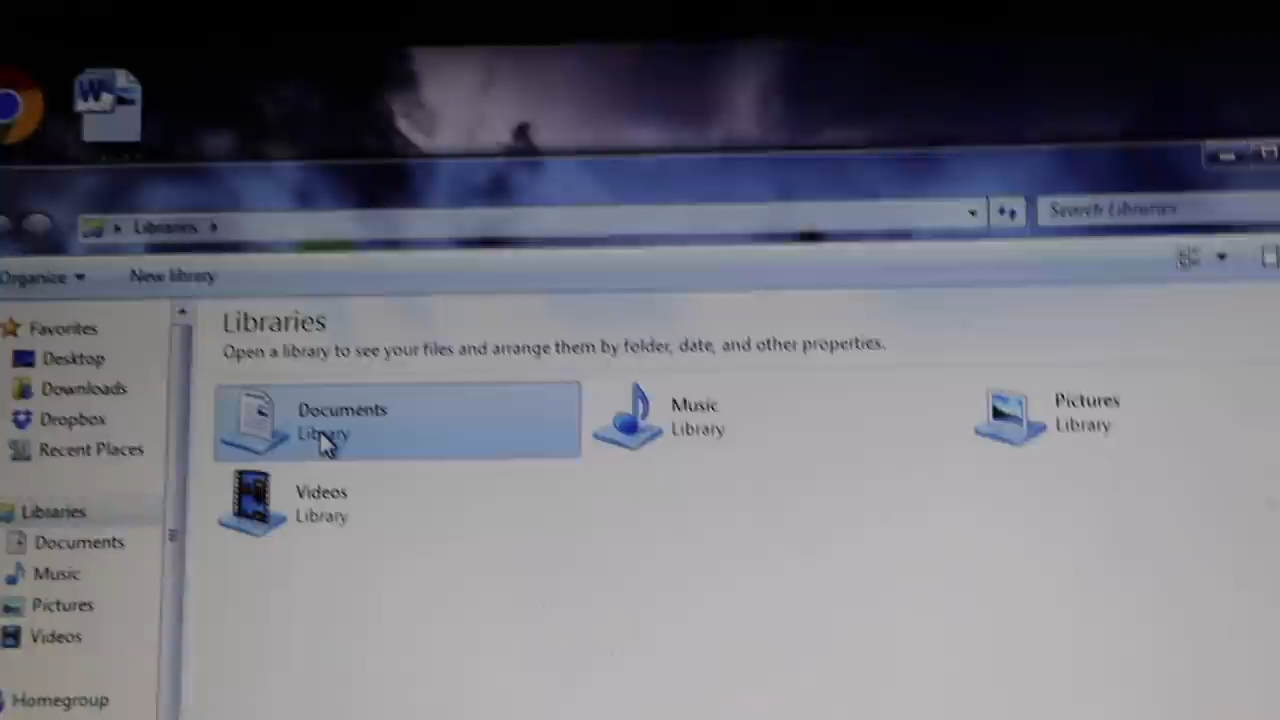 W
Libraries
Search Libraries
Organize
New library
Favorites
Desktop
Downloads
Dropbox
Recent Places
Libraries
Documents
Music
Pictures
Videos
Homegroup
Libraries
Open a library to see your files and arrange them by folder, date, and other properties.
Documents
Library
Music
Library
Pictures
Library
Videos
Library